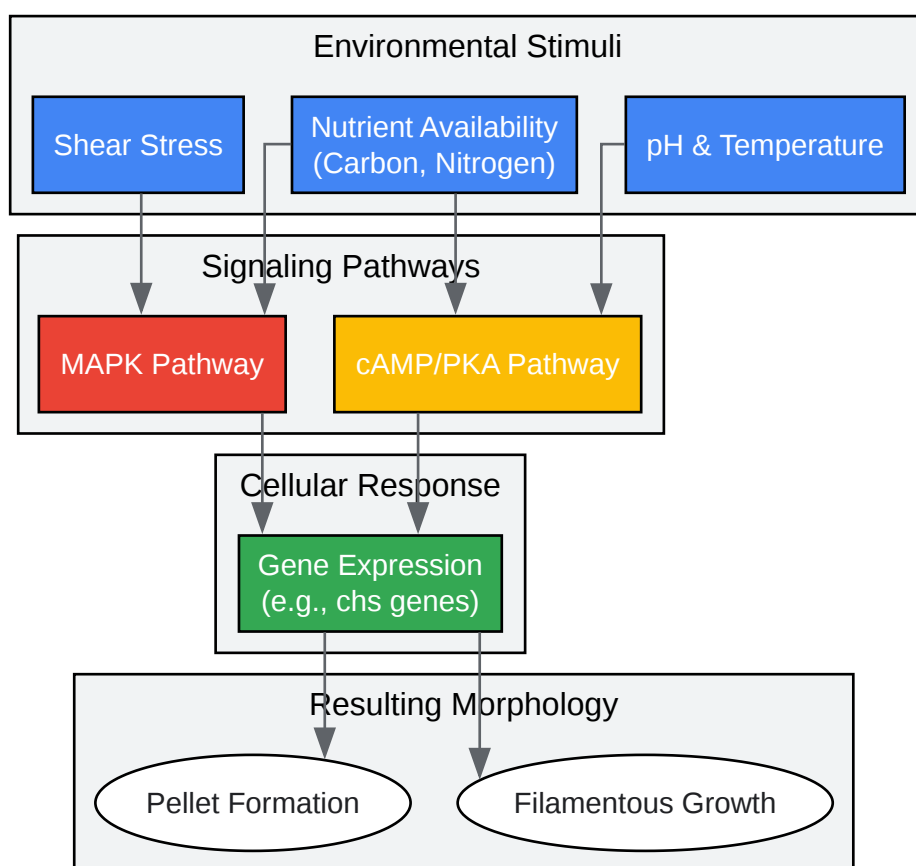 Environmental Stimuli
Shear Stress
Nutrient Availability
(Carbon, Nitrogen)
pH & Temperature
Signaling Pathways
MAPK Pathway
cAMP/PKA Pathway
Cellular Response
Gene Expression
(e.g., chs genes)
Resulting Morphology
Pellet Formation
Filamentous Growth